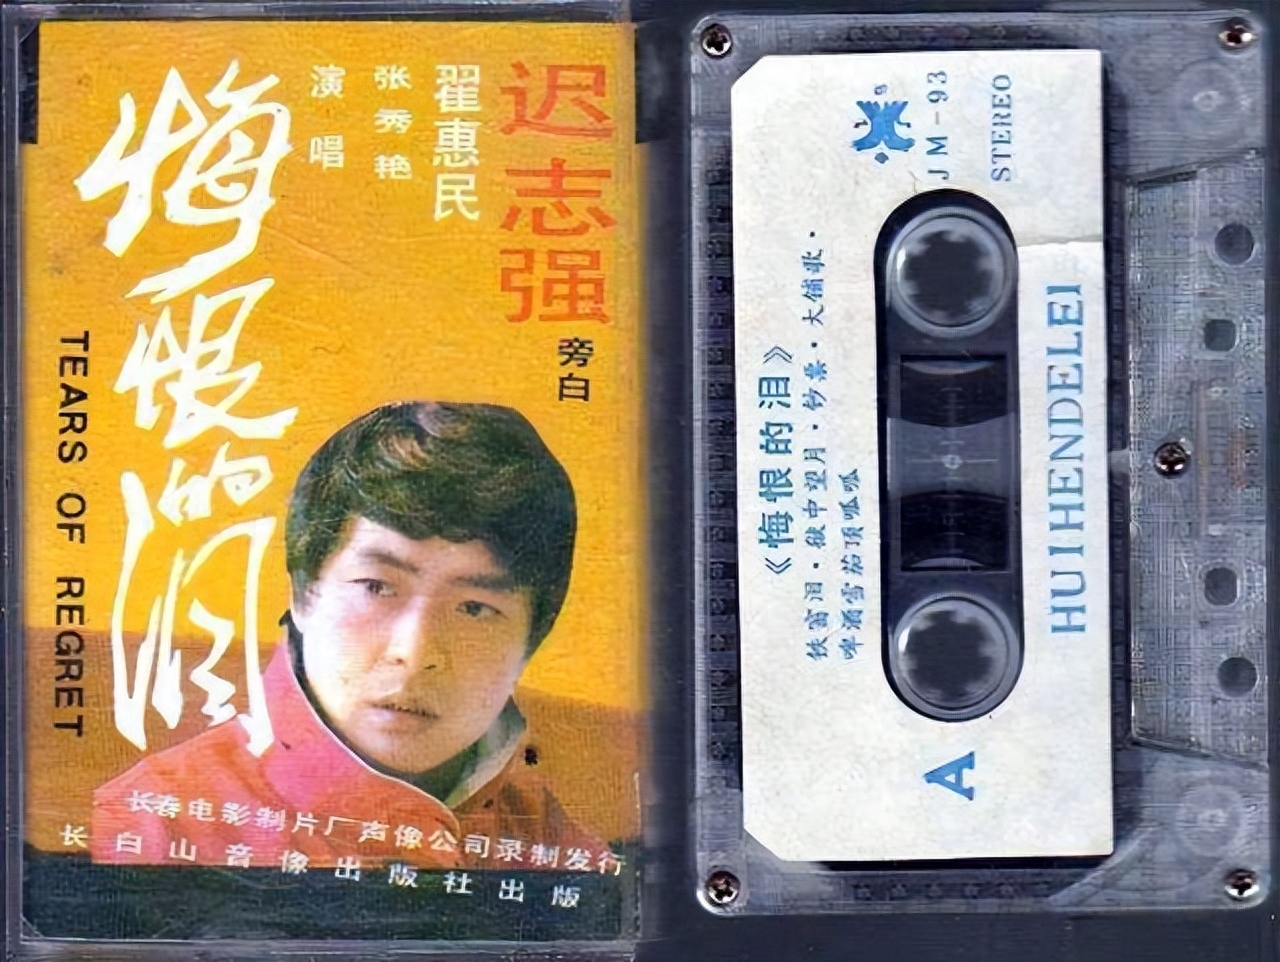 迟志强
旁白
翟惠民
张秀艳
演唱
悔恨的泪
TEARS OF REGRET
长春电影制片厂声像公司录制发行
长白山音像出版社出版
JM-93
STEREO
《悔恨的泪》
铁窗泪·狱中望月·钞票·大铺歌·
啤酒雪茄顶呱呱
HUIHENDELEI
A